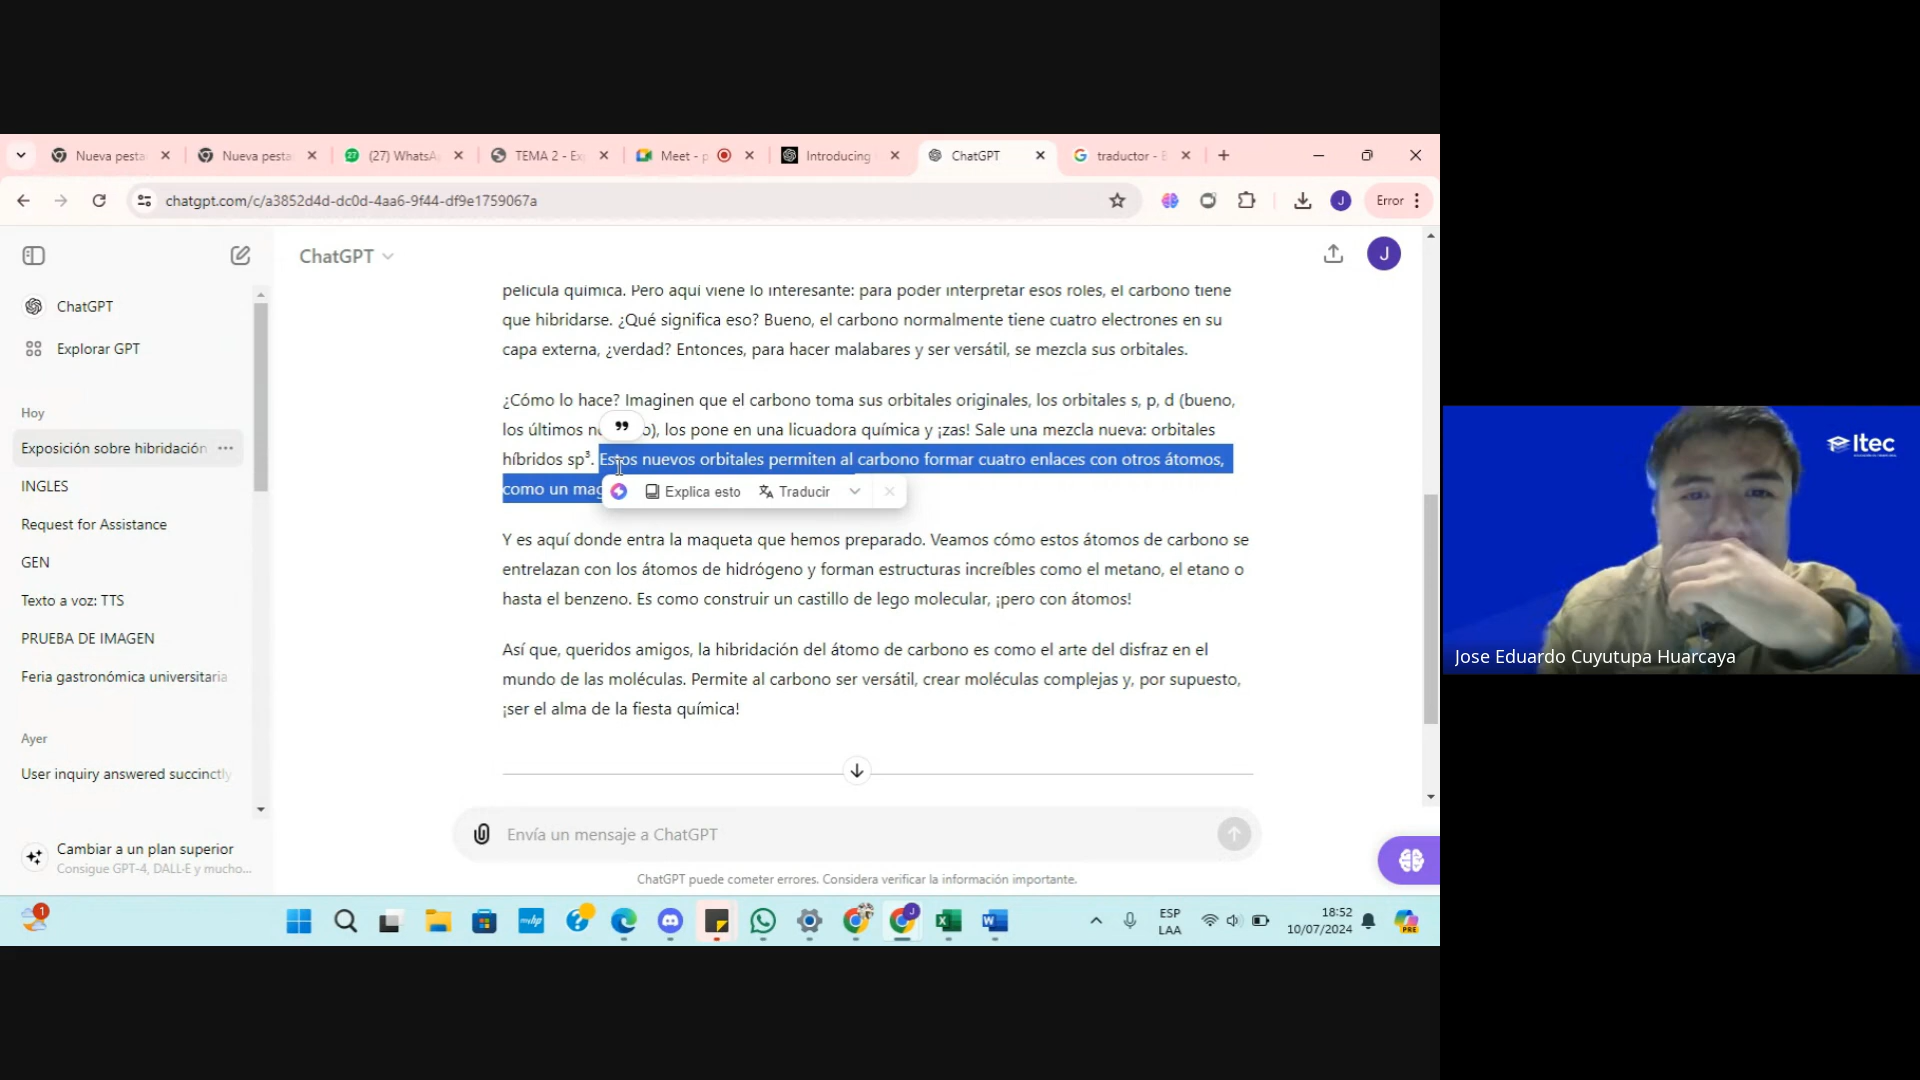 Nueva pesta
Nueva pesta
(27) WhatsA
TEMA 2 - Ex
Meet - p
Introducing
ChatGPT
traductor - B
chatgpt.com/c/a3852d4d-dc0d-4aa6-9f44-df9e1759067a
J
Error
ChatGPT
Explorar GPT
Hoy
Exposición sobre hibridación
INGLES
Request for Assistance
GEN
Texto a voz: TTS
PRUEBA DE IMAGEN
Feria gastronómica universitaria
Ayer
User inquiry answered succinctly
Cambiar a un plan superior
Consigue GPT-4, DALL·E y mucho...
ChatGPT
J
película química. Pero aquí viene lo interesante: para poder interpretar esos roles, el carbono tiene
que hibridarse. ¿Qué significa eso? Bueno, el carbono normalmente tiene cuatro electrones en su
capa externa, ¿verdad? Entonces, para hacer malabares y ser versátil, se mezcla sus orbitales.
¿Cómo lo hace? Imaginen que el carbono toma sus orbitales originales, los orbitales s, p, d (bueno,
los últimos n o), los pone en una licuadora química y ¡zas! Sale una mezcla nueva: orbitales
híbridos sp³. Estos nuevos orbitales permiten al carbono formar cuatro enlaces con otros átomos,
como un mag
Explica esto
Traducir
Y es aquí donde entra la maqueta que hemos preparado. Veamos cómo estos átomos de carbono se
entrelazan con los átomos de hidrógeno y forman estructuras increíbles como el metano, el etano o
hasta el benzeno. Es como construir un castillo de lego molecular, ¡pero con átomos!
Así que, queridos amigos, la hibridación del átomo de carbono es como el arte del disfraz en el
mundo de las moléculas. Permite al carbono ser versátil, crear moléculas complejas y, por supuesto,
¡ser el alma de la fiesta química!
Envía un mensaje a ChatGPT
ChatGPT puede cometer errores. Considera verificar la información importante.
1
myhp
J
ESP
LAA
18:52
10/07/2024
PRE
Itec
Jose Eduardo Cuyutupa Huarcaya